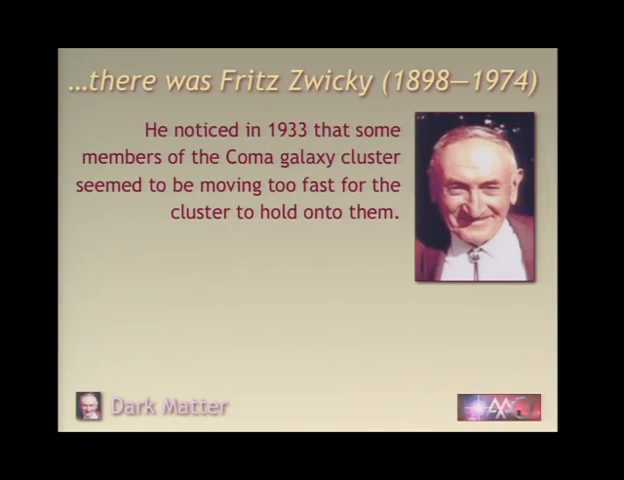 …there was Fritz Zwicky (1898—1974)
He noticed in 1933 that some
members of the Coma galaxy cluster
seemed to be moving too fast for the
cluster to hold onto them.
Dark Matter
AAO